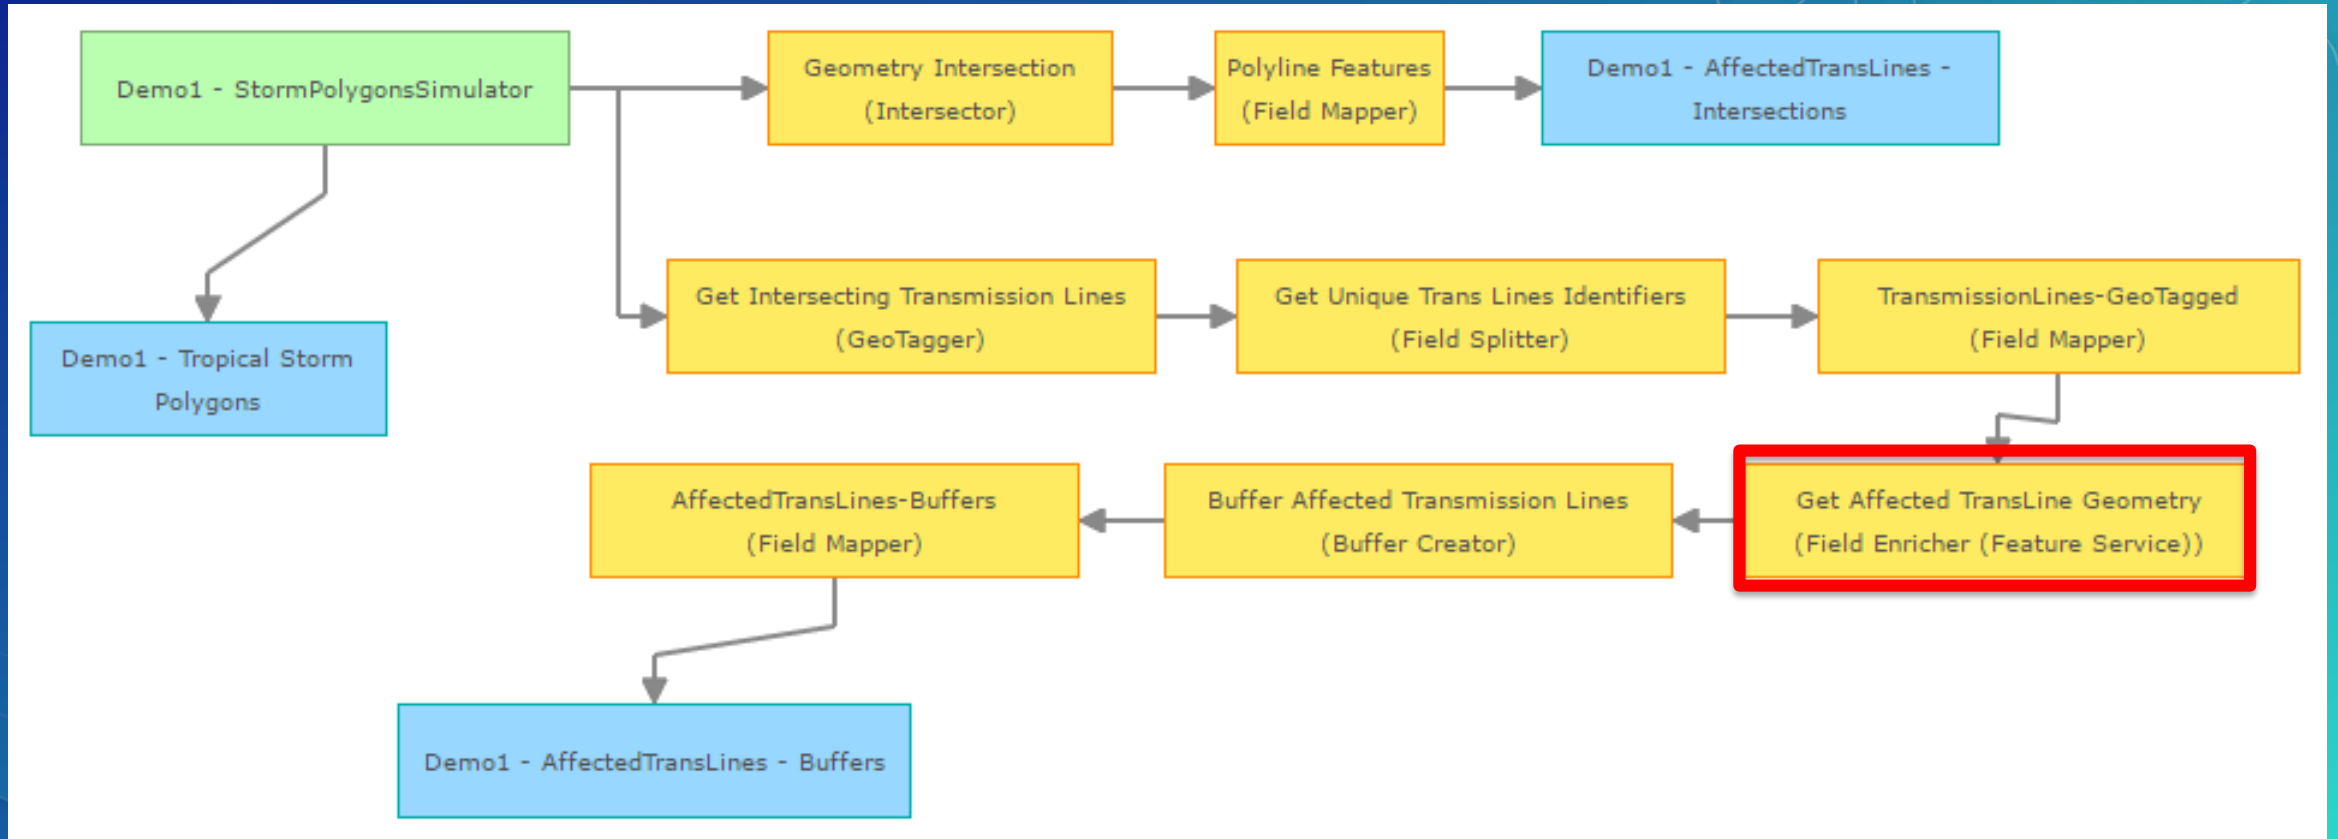 Demo1 - StormPolygonsSimulator
Geometry Intersection
(Intersector)
Polyline Features
(Field Mapper)
Demo1 - AffectedTransLines -
Intersections
Get Intersecting Transmission Lines
(GeoTagger)
Get Unique Trans Lines Identifiers
(Field Splitter)
TransmissionLines-GeoTagged
(Field Mapper)
Demo1 - Tropical Storm
Polygons
AffectedTransLines-Buffers
(Field Mapper)
Buffer Affected Transmission Lines
(Buffer Creator)
Get Affected TransLine Geometry
(Field Enricher (Feature Service))
Demo1 - AffectedTransLines - Buffers